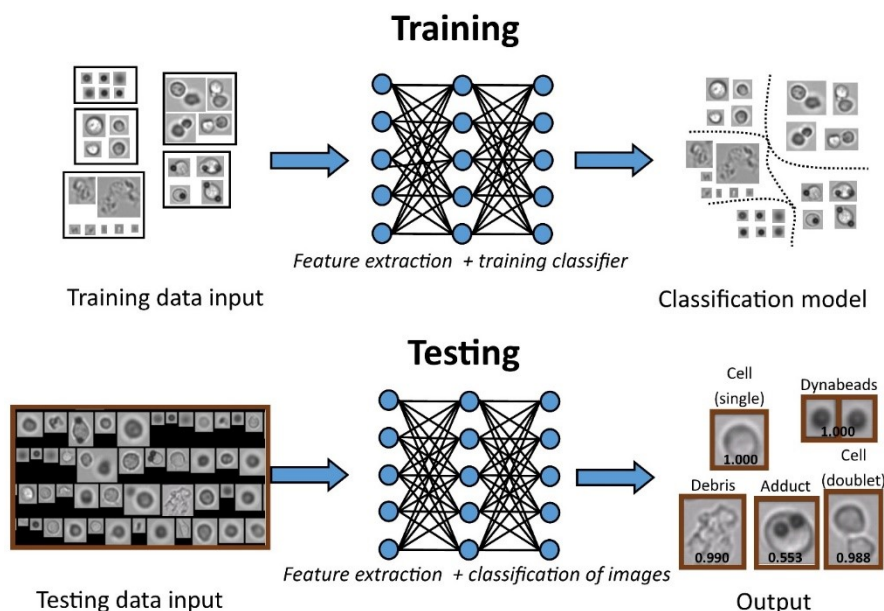 Training
Feature extraction + training classifier
Training data input
Classification model
Testing
Cell
(single)
Dynabeads
1.000
1.000
Cell
(doublet)
Debris
Adduct
0.990
0.553
0.988
Feature extraction + classification of images
Testing data input
Output